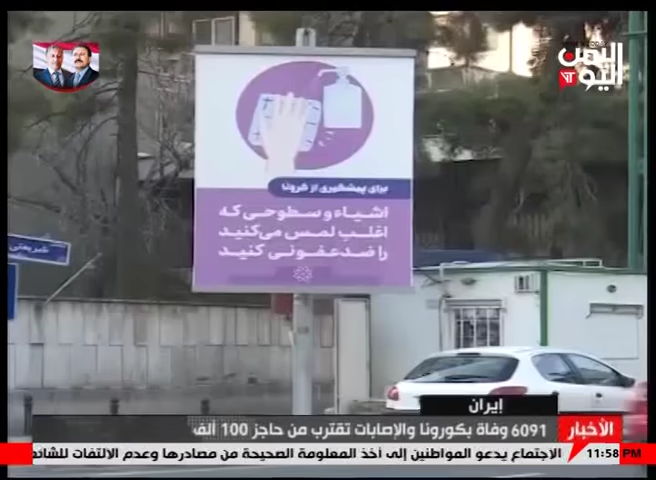 اليمن
اليوم
برای پیشگیری از کرونا
اشیاء و سطوحی که
اغلب لمس می‌کنید
را ضدعفونی کنید
شریعتی
إيران
الأخبار
6091 وفاة بكورونا والإصابات تقترب من حاجز 100 ألف
11:58 PM
الاجتماع يدعو المواطنين إلى أخذ المعلومة الصحيحة من مصادرها وعدم الالتفات للشائع